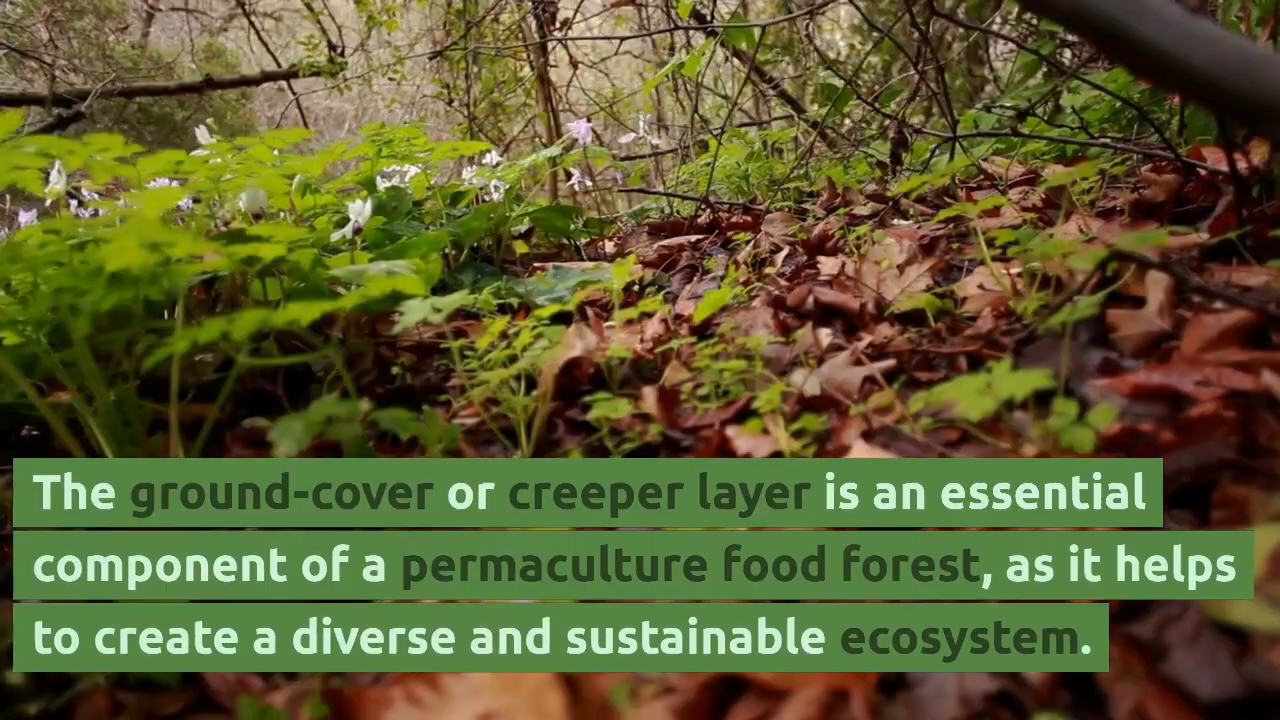 The ground-cover or creeper layer is an essential
component of a permaculture food forest, as it helps
to create a diverse and sustainable ecosystem.